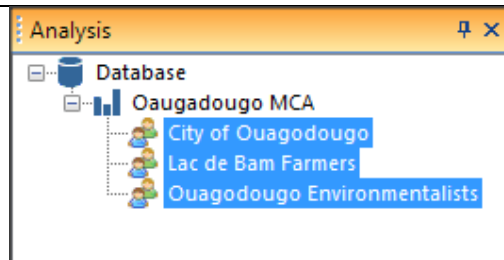 Analysis
Database
Oaugadougo MCA
City of Ouagodougo
Lac de Bam Farmers
Ouagodougo Environmentalists